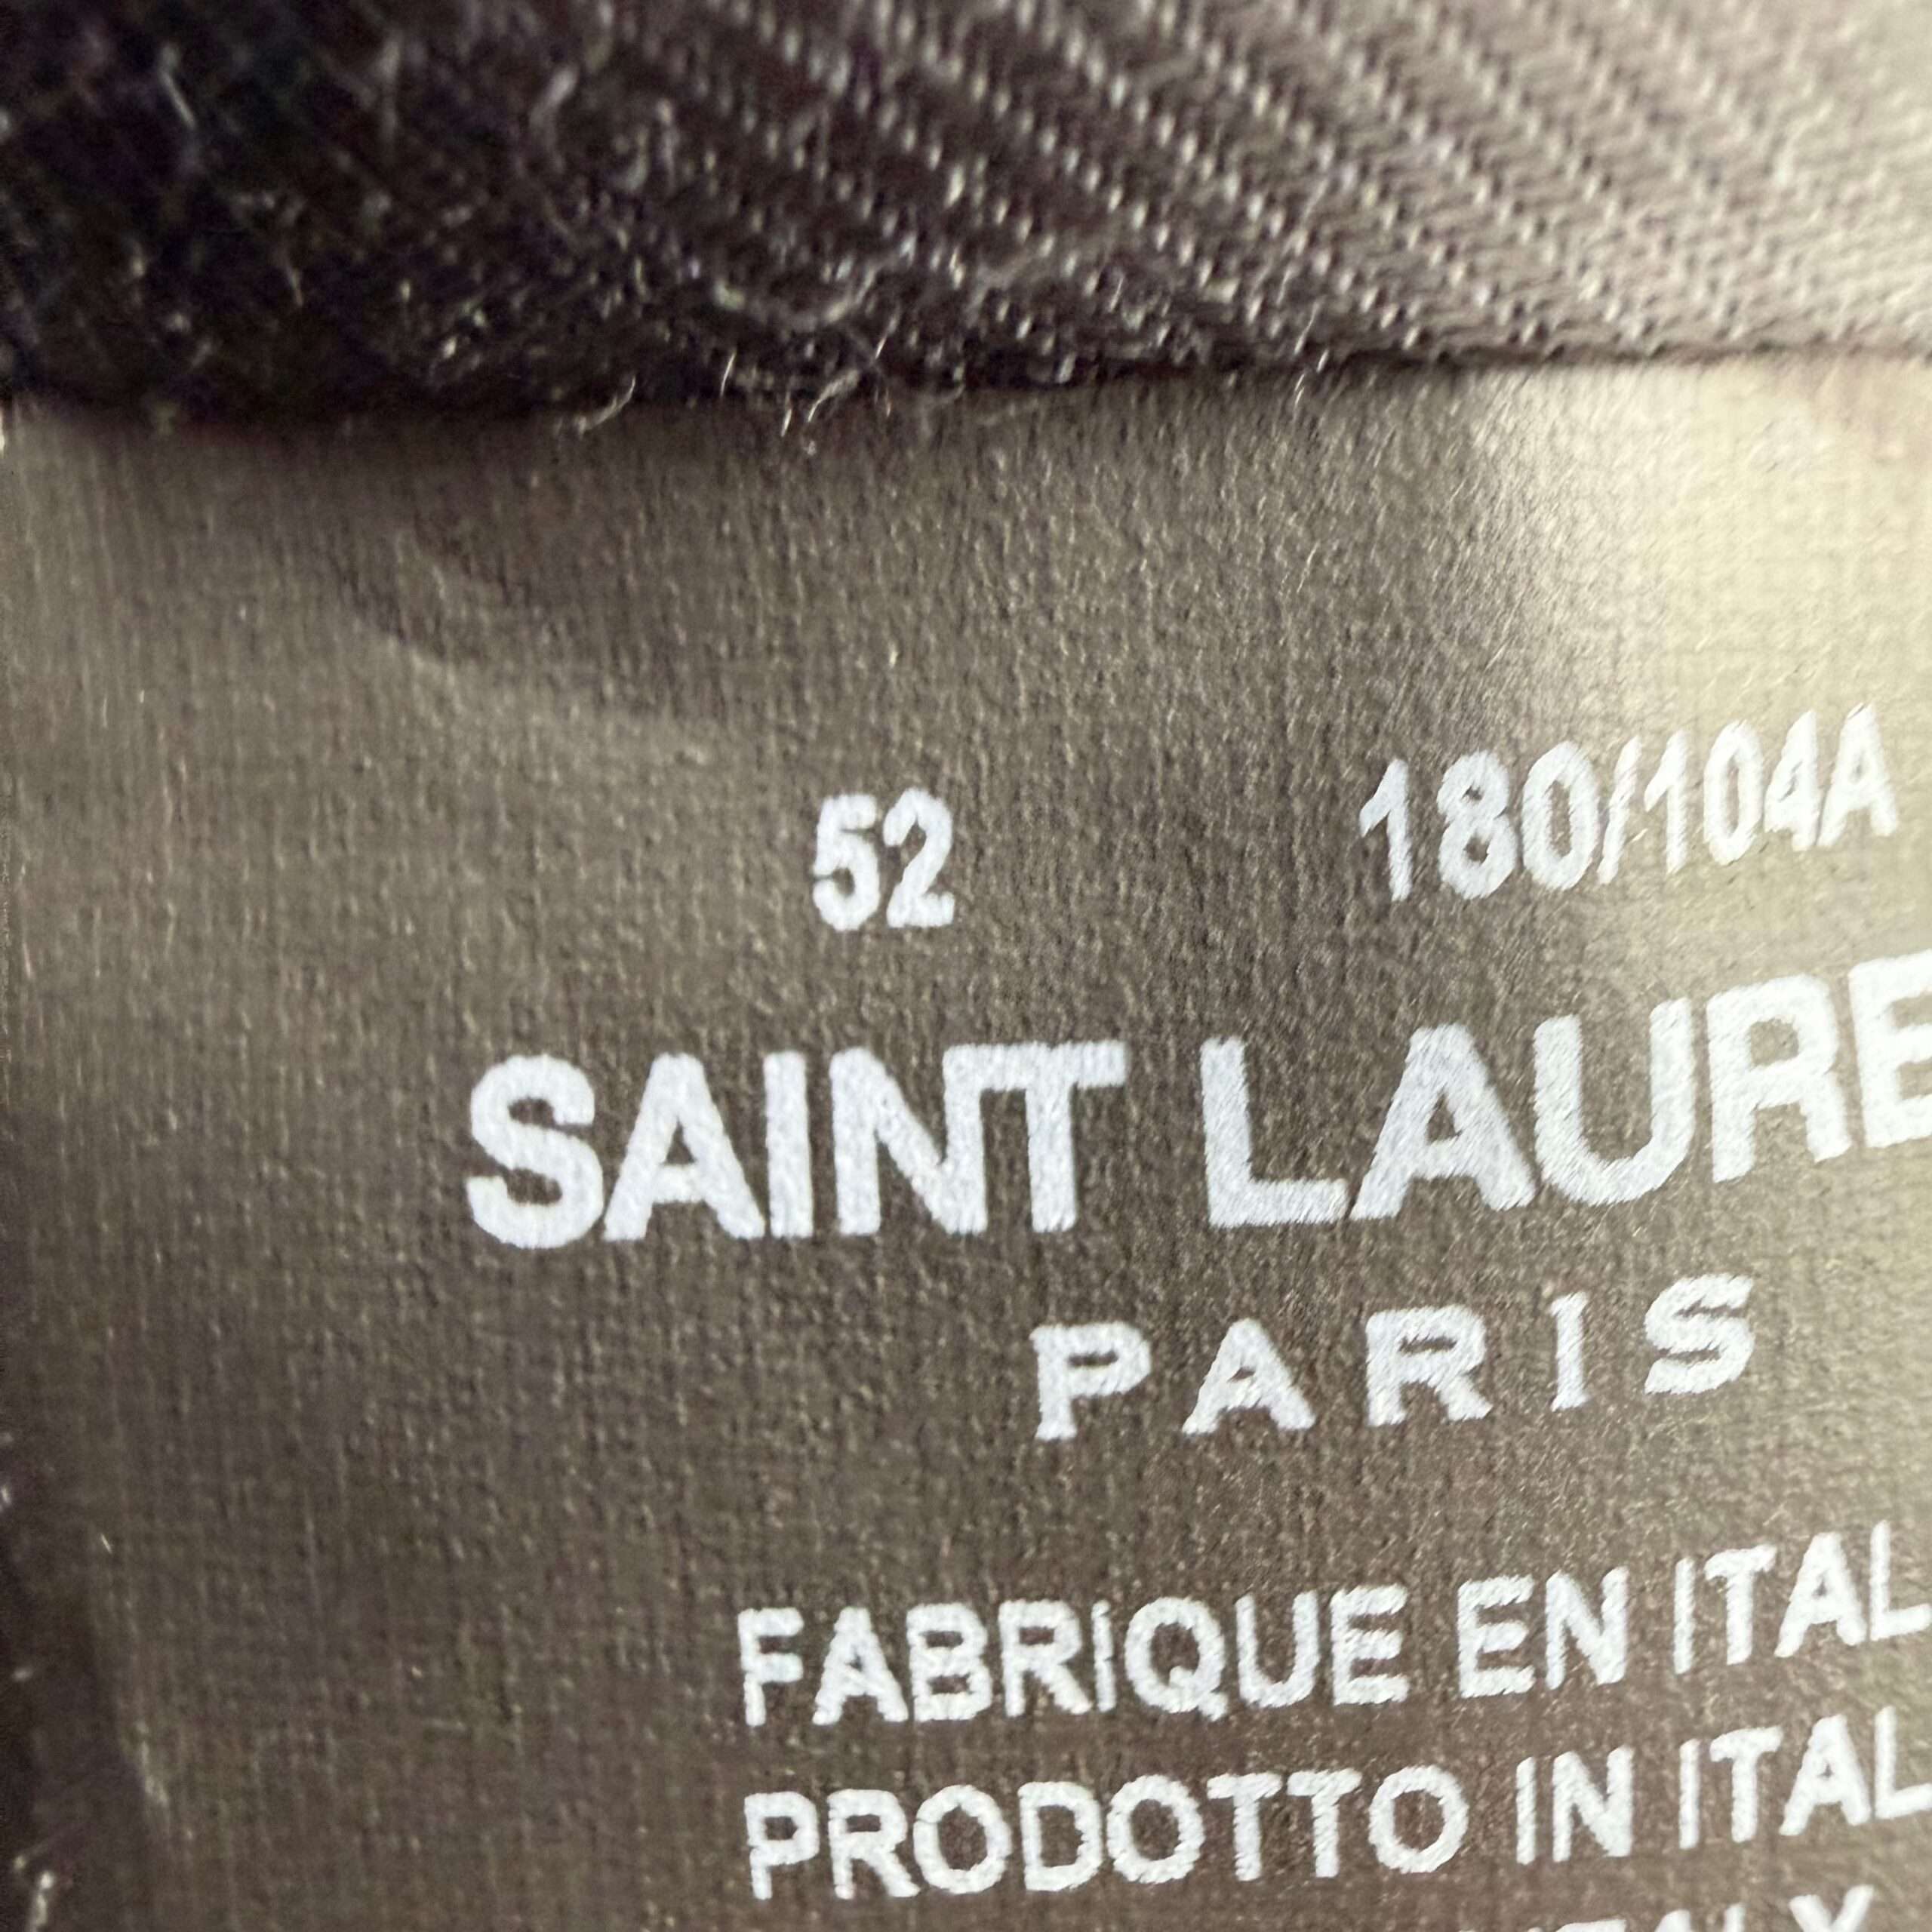 52 180/104A
SAINT LAURE
PARIS
FABRIQUE EN ITAL
PRODOTTO IN ITAL